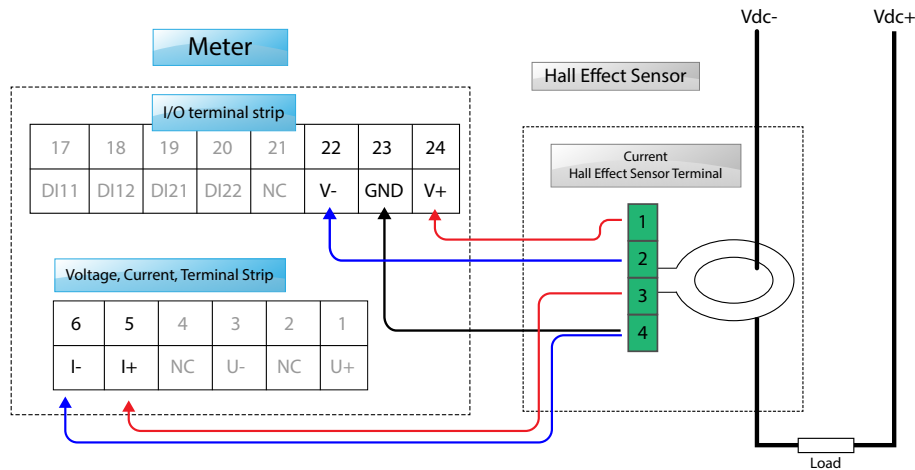 Vdc-
Vdc+
Meter
Hall Effect Sensor
I/O terminal strip
17 18 19 20 21 22 23 24
DI11 DI12 DI21 DI22 NC V- GND V+
Current
Hall Effect Sensor Terminal
1
2
3
4
Voltage, Current, Terminal Strip
6 5 4 3 2 1
I- I+ NC U- NC U+
Load